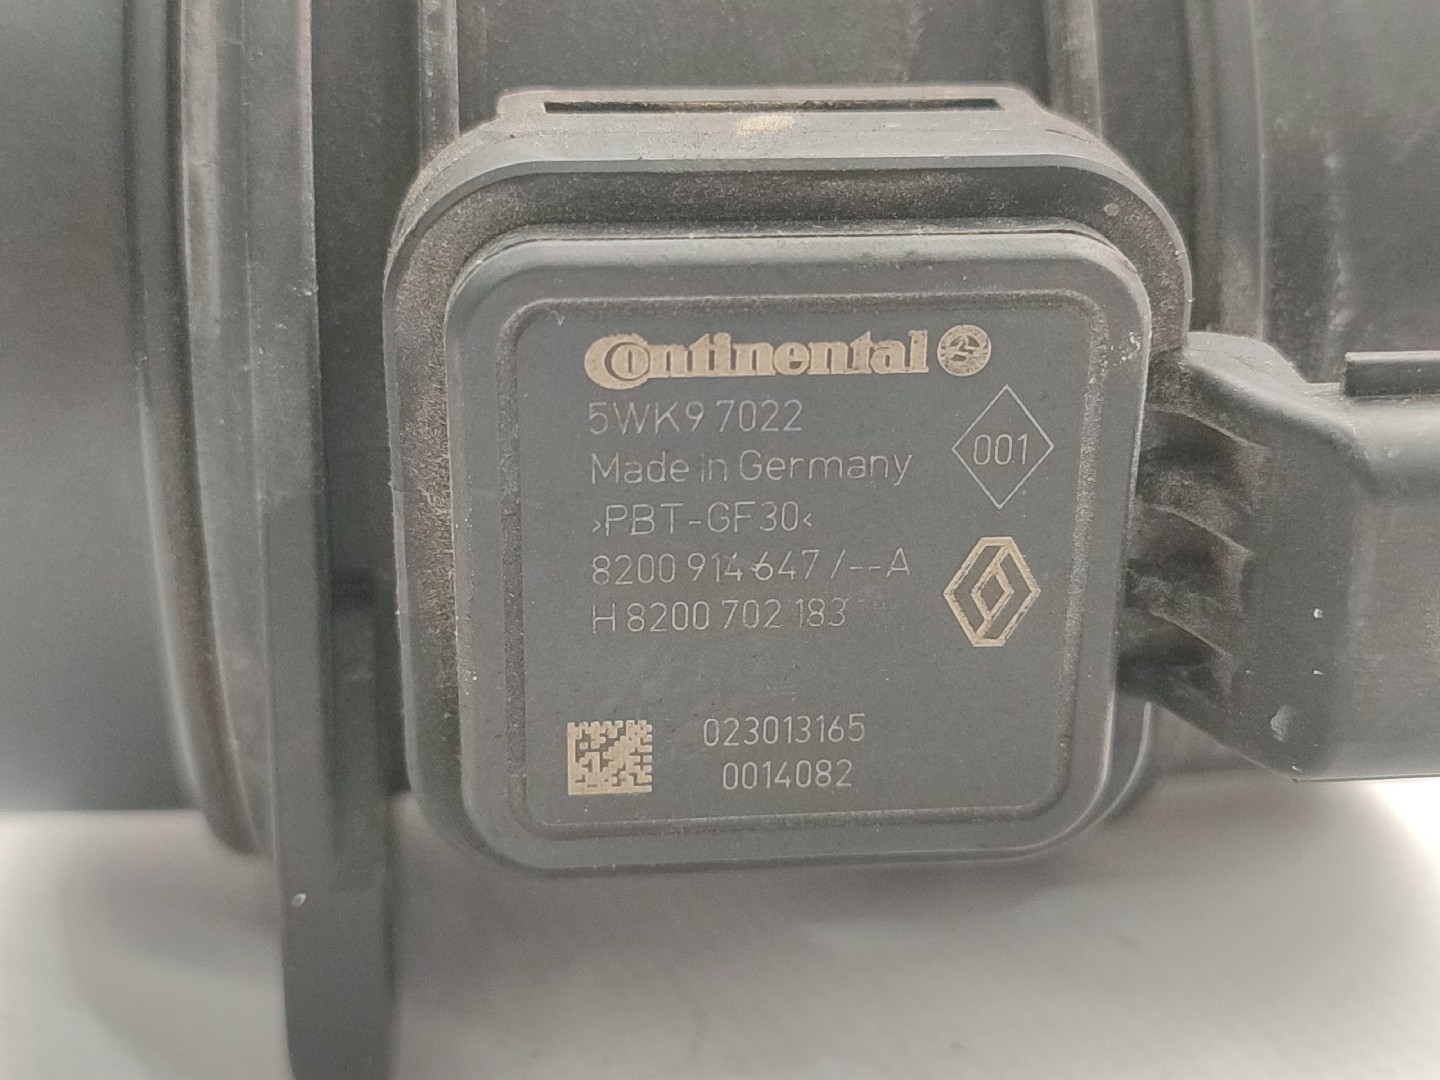 Continental
5WK9 7022
Made in Germany
001
>PBT-GF30<
8200 914 647 / --A
H 8200 702 183
023013165
0014082